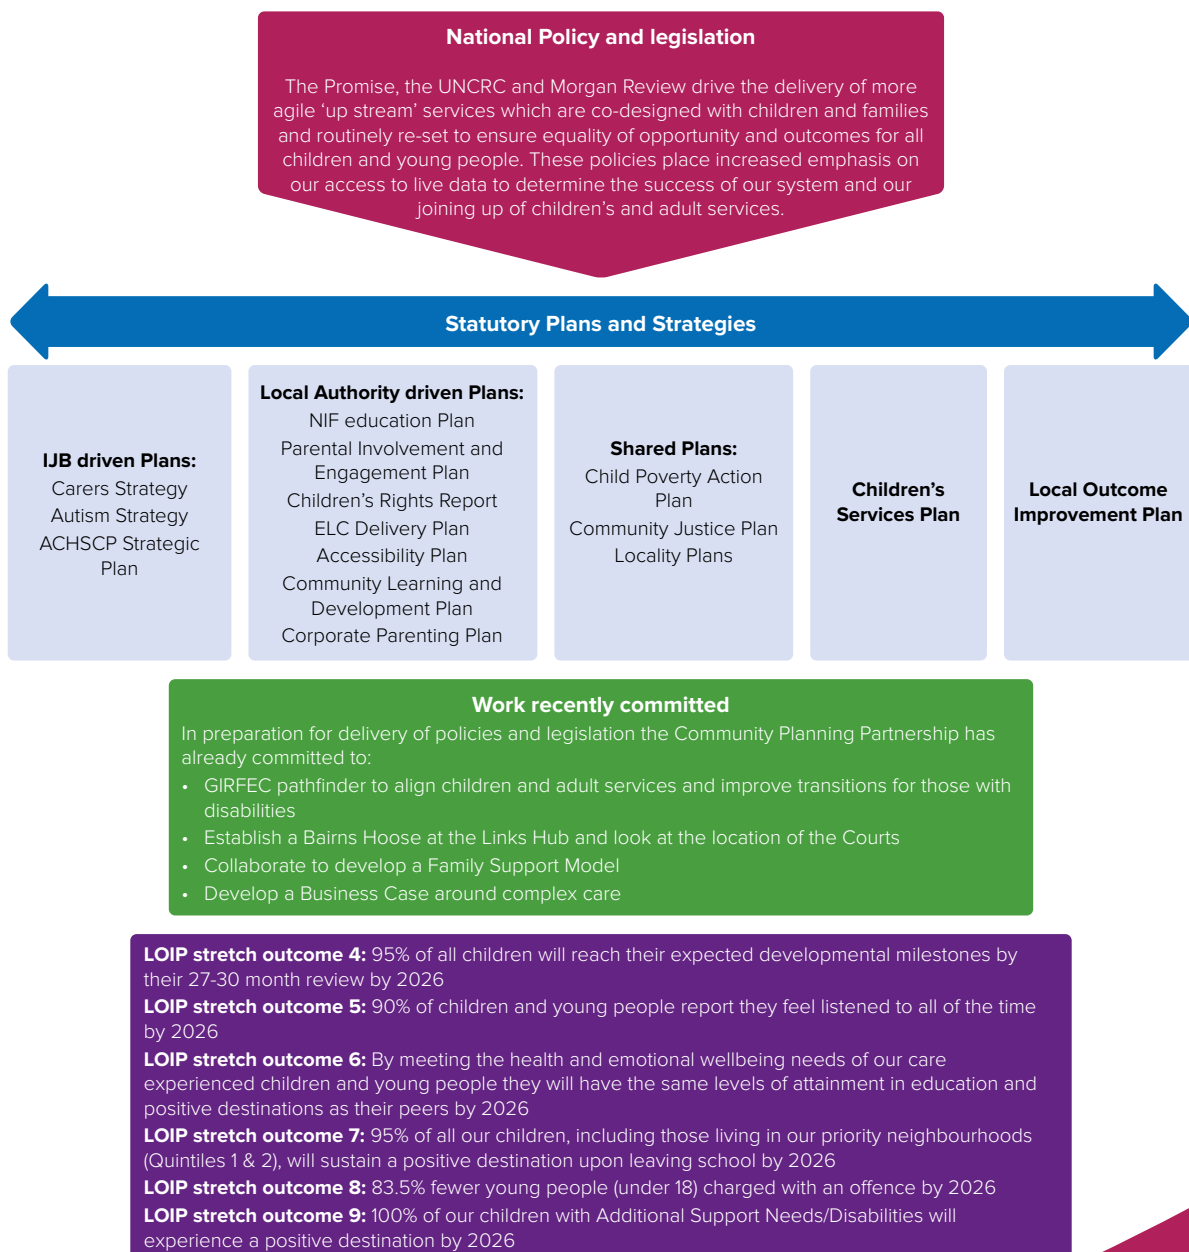 National Policy and legislation
The Promise, the UNCRC and Morgan Review drive the delivery of more
agile ‘up stream’ services which are co-designed with children and families
and routinely re-set to ensure equality of opportunity and outcomes for all
children and young people. These policies place increased emphasis on
our access to live data to determine the success of our system and our
joining up of children’s and adult services.
Statutory Plans and Strategies
IJB driven Plans:
Carers Strategy
Autism Strategy
ACHSCP Strategic
Plan
Local Authority driven Plans:
NIF education Plan
Parental Involvement and
Engagement Plan
Children’s Rights Report
ELC Delivery Plan
Accessibility Plan
Community Learning and
Development Plan
Corporate Parenting Plan
Shared Plans:
Child Poverty Action
Plan
Community Justice Plan
Locality Plans
Children’s
Services Plan
Local Outcome
Improvement Plan
Work recently committed
In preparation for delivery of policies and legislation the Community Planning Partnership has
already committed to:
• GIRFEC pathfinder to align children and adult services and improve transitions for those with
disabilities
• Establish a Bairns Hoose at the Links Hub and look at the location of the Courts
• Collaborate to develop a Family Support Model
• Develop a Business Case around complex care
LOIP stretch outcome 4: 95% of all children will reach their expected developmental milestones by
their 27-30 month review by 2026
LOIP stretch outcome 5: 90% of children and young people report they feel listened to all of the time
by 2026
LOIP stretch outcome 6: By meeting the health and emotional wellbeing needs of our care
experienced children and young people they will have the same levels of attainment in education and
positive destinations as their peers by 2026
LOIP stretch outcome 7: 95% of all our children, including those living in our priority neighbourhoods
(Quintiles 1 & 2), will sustain a positive destination upon leaving school by 2026
LOIP stretch outcome 8: 83.5% fewer young people (under 18) charged with an offence by 2026
LOIP stretch outcome 9: 100% of our children with Additional Support Needs/Disabilities will
experience a positive destination by 2026